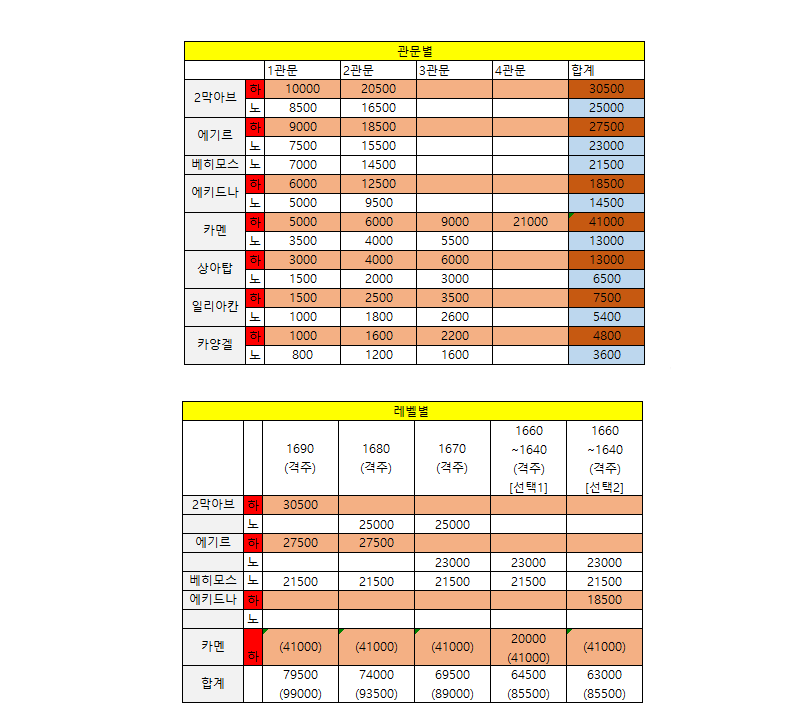 관문별
1관문 2관문 3관문 4관문 합계
2막아브 하 10000 20500 30500
노 8500 16500 25000
에기르 하 9000 18500 27500
노 7500 15500 23000
베히모스 노 7000 14500 21500
에키드나 하 6000 12500 18500
노 5000 9500 14500
카멘 하 5000 6000 9000 21000 41000
노 3500 4000 5500 13000
상아탑 하 3000 4000 6000 13000
노 1500 2000 3000 6500
일리아칸 하 1500 2500 3500 7500
노 1000 1800 2600 5400
카양겔 하 1000 1600 2200 4800
노 800 1200 1600 3600
레벨별
1690 1680 1670 1660 1660
~1640 ~1640
(격주) (격주) (격주) (격주) (격주)
[선택1] [선택2]
2막아브 하 30500
노 25000 25000
에기르 하 27500 27500
노 23000 23000 23000
베히모스 노 21500 21500 21500 21500 21500
에키드나 하 18500
노
카멘 하 (41000) (41000) (41000) 20000 (41000)
(41000)
합계 79500 74000 69500 64500 63000
(99000) (93500) (89000) (85500) (85500)